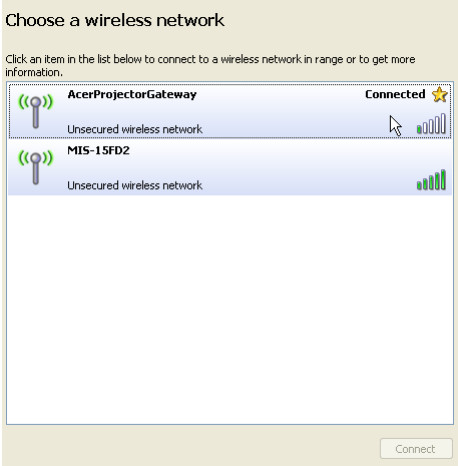 Choose a wireless network
Click an item in the list below to connect to a wireless network in range or to get more
information.
AcerProjectorGateway Connected
Unsecured wireless network
MIS-15FD2
Unsecured wireless network
Connect